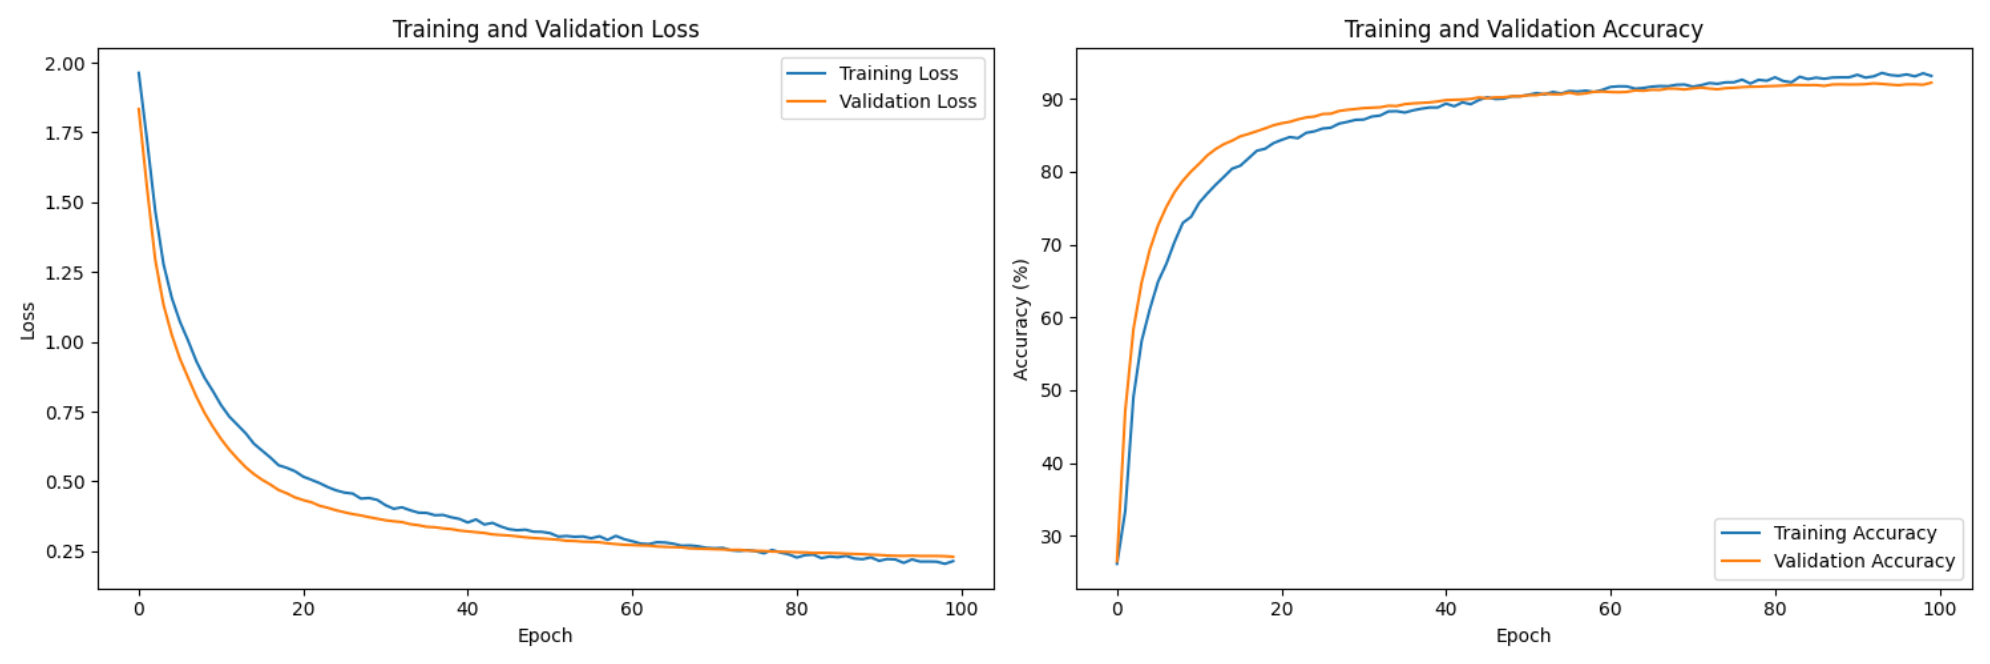 Training and Validation Loss
2.00
1.75
1.50
1.25
1.00
0.75
0.50
0.25
Loss
0
20
40
60
80
100
Epoch
Training Loss
Validation Loss
Training and Validation Accuracy
90
80
70
60
50
40
30
Accuracy (%)
0
20
40
60
80
100
Epoch
Training Accuracy
Validation Accuracy